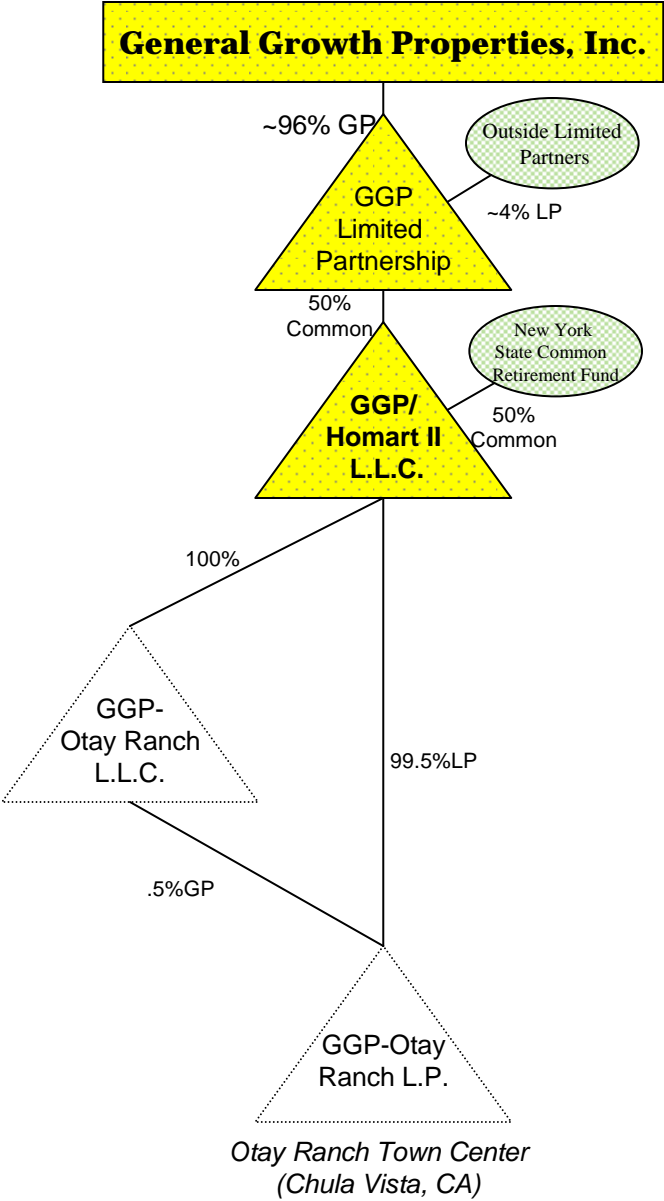 General Growth Properties, Inc.
~96% GP
Outside Limited
Partners
GGP
Limited
Partnership
~4% LP
50%
Common
New York
State Common
Retirement Fund
GGP/
Homart II
L.L.C.
50%
Common
100%
GGP-
Otay Ranch
L.L.C.
99.5%LP
.5%GP
GGP-Otay
Ranch L.P.
Otay Ranch Town Center
(Chula Vista, CA)